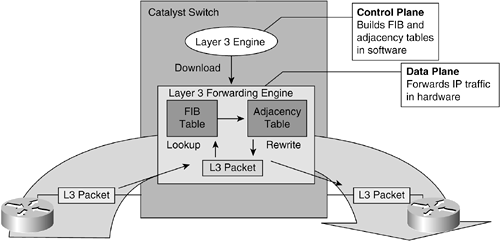 Catalyst Switch
Layer 3 Engine
Download
Control Plane
Builds FIB and
adjacency tables
in software
Data Plane
Forwards IP traffic
in hardware
Layer 3 Forwarding Engine
FIB
Table
Adjacency
Table
Lookup
Rewrite
L3 Packet
L3 Packet
L3 Packet